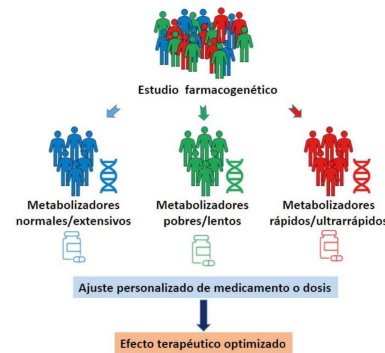 Estudio farmacogenético
Metabolizadores normales/extensivos
Metabolizadores pobres/lentos
Metabolizadores rápidos/ultrarrápidos
Ajuste personalizado de medicamento o dosis
Efecto terapéutico optimizado